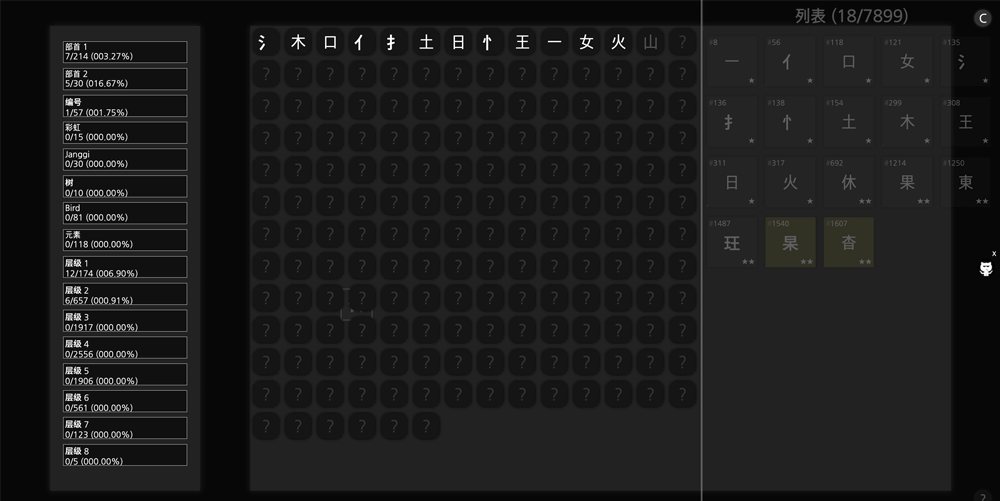 部首 1
7/214 (003.27%)
部首 2
5/30 (016.67%)
编号
1/57 (001.75%)
彩虹
0/15 (000.00%)
Janggi
0/30 (000.00%)
树
0/10 (000.00%)
Bird
0/81 (000.00%)
元素
0/118 (000.00%)
层级 1
12/174 (006.90%)
层级 2
6/657 (000.91%)
层级 3
0/1917 (000.00%)
层级 4
0/2556 (000.00%)
层级 5
0/1906 (000.00%)
层级 6
0/561 (000.00%)
层级 7
0/123 (000.00%)
层级 8
0/5 (000.00%)
氵 木 口 亻 扌 土 日 忄 王 一 女 火 山 ?
? ? ? ? ? ? ? ? ? ? ? ? ? ?
? ? ? ? ? ? ? ? ? ? ? ? ? ?
? ? ? ? ? ? ? ? ? ? ? ? ? ?
? ? ? ? ? ? ? ? ? ? ? ? ? ?
? ? ? ? ? ? ? ? ? ? ? ? ? ?
? ? ? ? ? ? ? ? ? ? ? ? ? ?
? ? ? ? ? ? ? ? ? ? ? ? ? ?
? ? ? ? ? ? ? ? ? ? ? ? ? ?
? ? ? ? ? ? ? ? ? ? ? ? ? ?
? ? ? ? ? ? ? ? ? ? ? ? ? ?
? ? ? ? ? ? ? ? ? ? ? ? ? ?
? ? ? ? ? ?
列表 (18/7899)
C
#8 #56 #118 #121 #135
一 亻 口 女 氵
★ ★ ★ ★ ★
#136 #138 #154 #299 #308
扌 忄 土 木 王
★ ★ ★ ★ ★
#311 #317 #692 #1214 #1250
日 火 休 果 東
★ ★ ★★ ★★ ★★
#1487 #1540 #1607
玨 杲 杳
★★ ★★ ★★
x
?